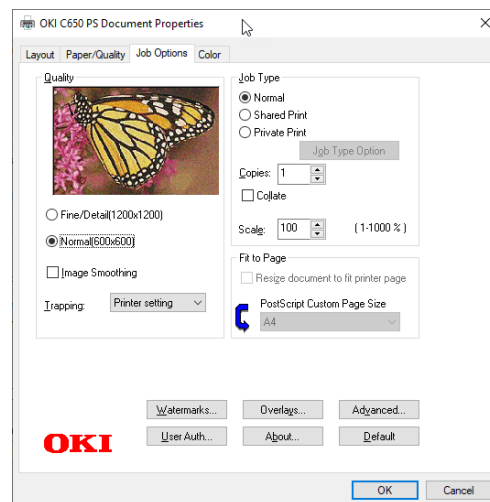 OKI C650 PS Document Properties
Layout Paper/Quality Job Options Color
Quality
Fine/Detail(1200x1200)
Normal(600x600)
Image Smoothing
Trapping: Printer setting
Job Type
Normal
Shared Print
Private Print
Job Type Option
Copies: 1
Collate
Scale: 100 (1-1000 %)
Fit to Page
Resize document to fit printer page
PostScript Custom Page Size
A4
Watermarks... Overlays... Advanced...
OKI
User Auth... About... Default
OK Cancel